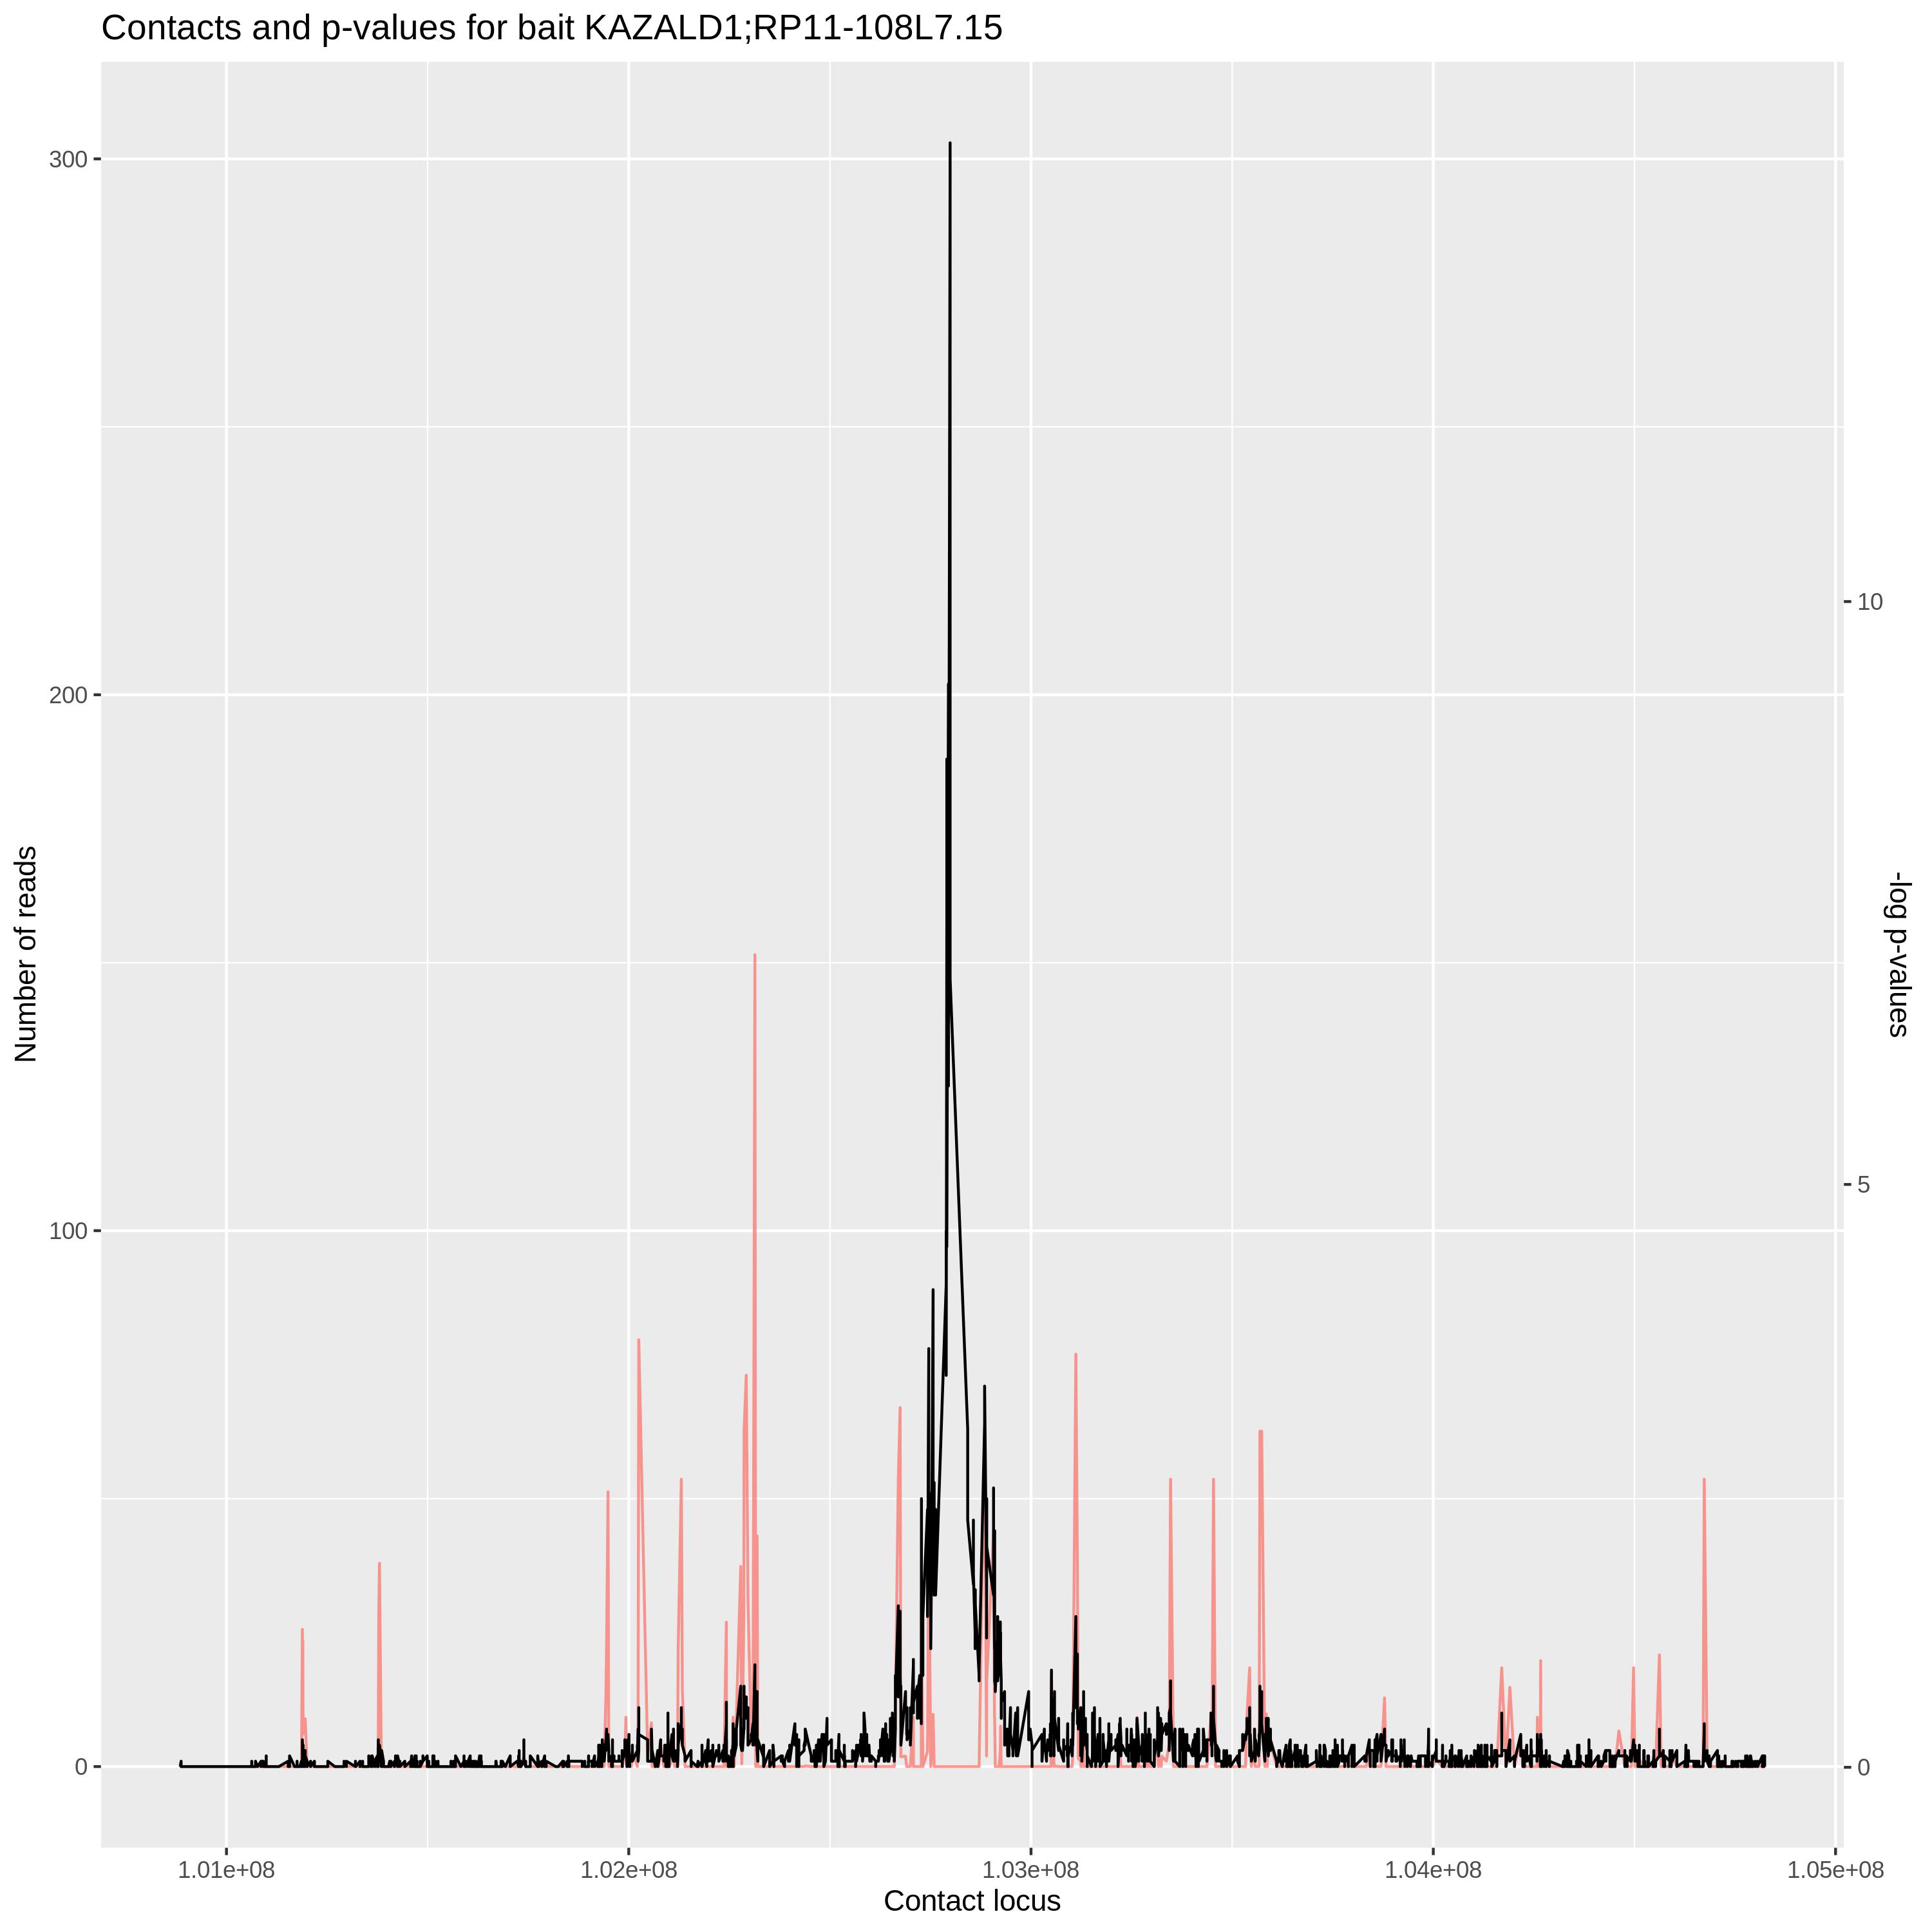 Contacts and p-values for bait KAZALD1;RP11-108L7.15
300
200
100
0
Number of reads
10
5
0
-log p-values
1.01e+08
1.02e+08
1.03e+08
1.04e+08
1.05e+08
Contact locus